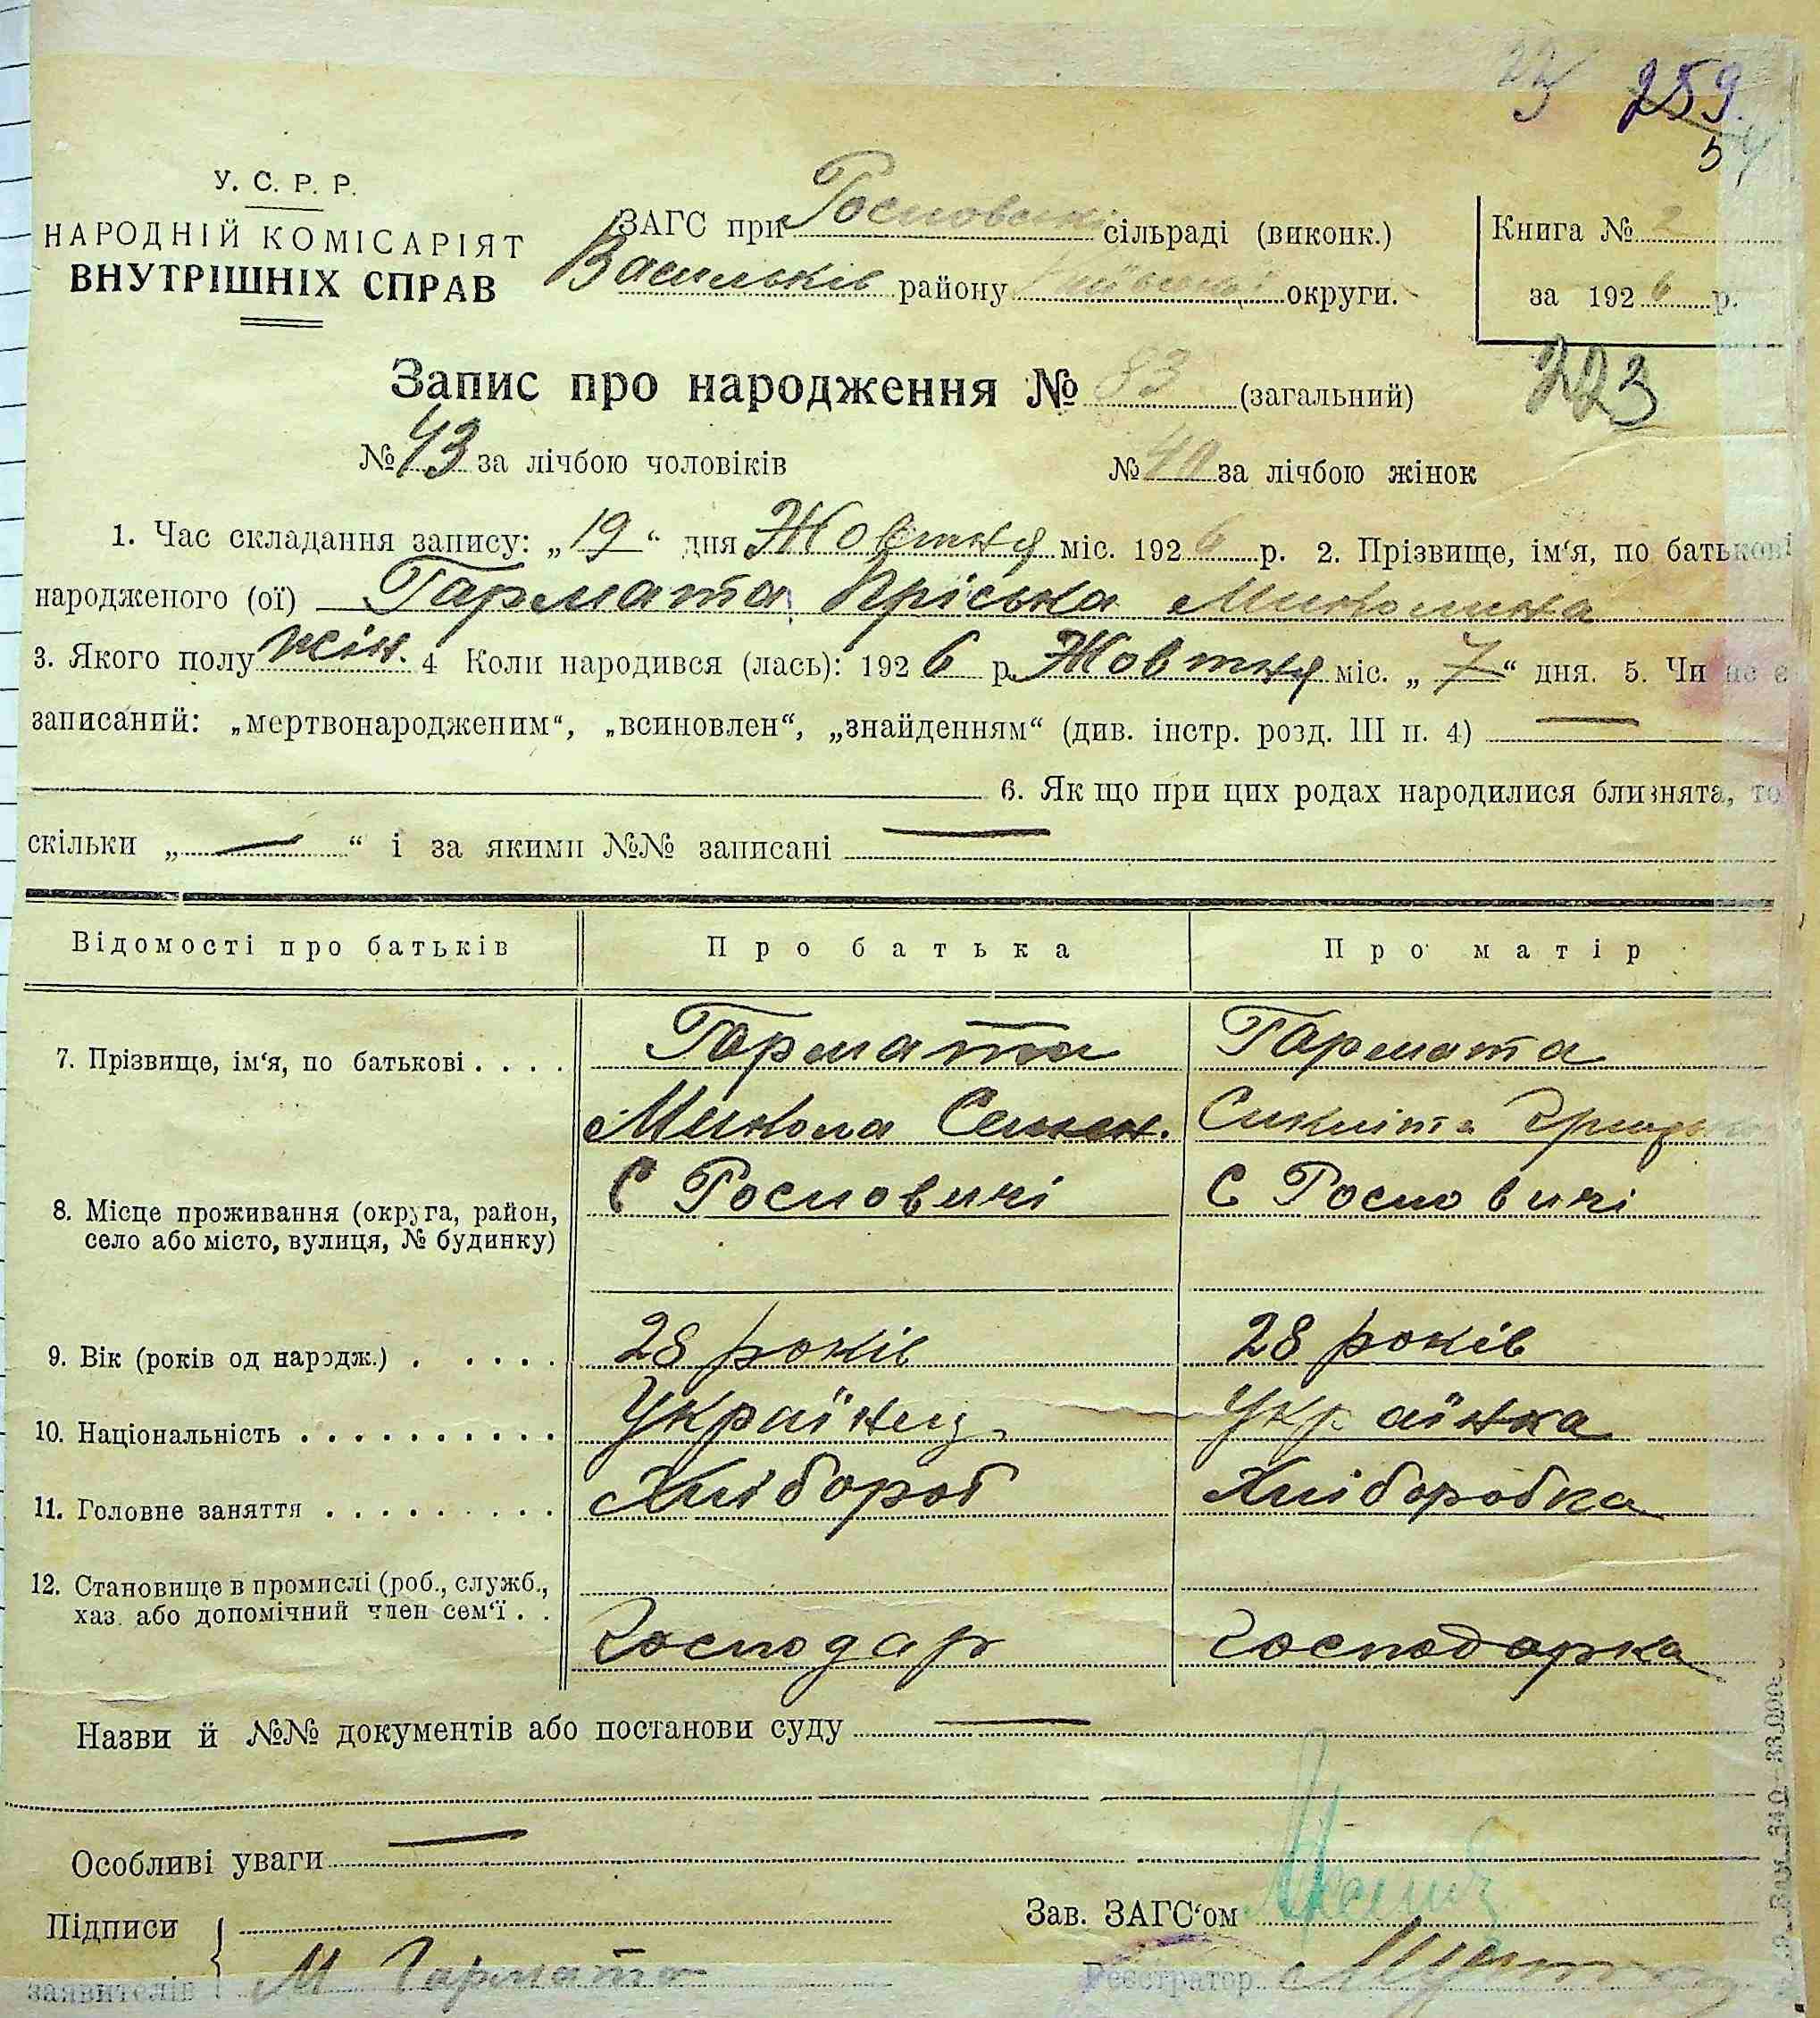 259.
5
У. С. Р. Р.
НАРОДНІЙ КОМІСАРІЯТ
ВНУТРІШНІХ СПРАВ
ЗАГС при Росновській сільраді (виконк.)
Васильків району Київської округи.
Книга № 2
за 1926 р.
223
Запис про народження № 83 (загальний)
№ 43 за лічбою чоловіків № 40 за лічбою жінок
1. Час складання запису: „19“ дня Жовтня міс. 1926 р. 2. Прізвище, ім‘я, по батькові
народженого (ої) Гармата Пріська Миколина
3. Якого полу жін. 4 Коли народився (лась): 1926 р. Жовтня міс. „7“ дня. 5. Чи не є
записаний: „мертвонародженим“, „всиновлен“, „знайденням“ (див. інстр. розд. III п. 4) —
6. Як що при цих родах народилися близнята, то
скільки „—“ і за якими №№ записані —
Відомості про батьків Про батька Про матір
7. Прізвище, ім‘я, по батькові . . . . Гармата Гармата
Микола Семен.
8. Місце проживання (округа, район, С Росновичі С Росновичі
село або місто, вулиця, № будинку)
9. Вік (років од народж.) . . . . . 28 років 28 років
10. Національність . . . . . . . . . . Українец Українка
11. Головне заняття . . . . . . . . . Хлібороб Хліборобка
12. Становище в промислі (роб., служб.,
хаз. або допомічний член сем‘ї . . Господар Господарка
Назви й №№ документів або постанови суду —
Особливі уваги —
Підписи Зав. ЗАГС‘ом
заявителів М Гармата Реєстратор